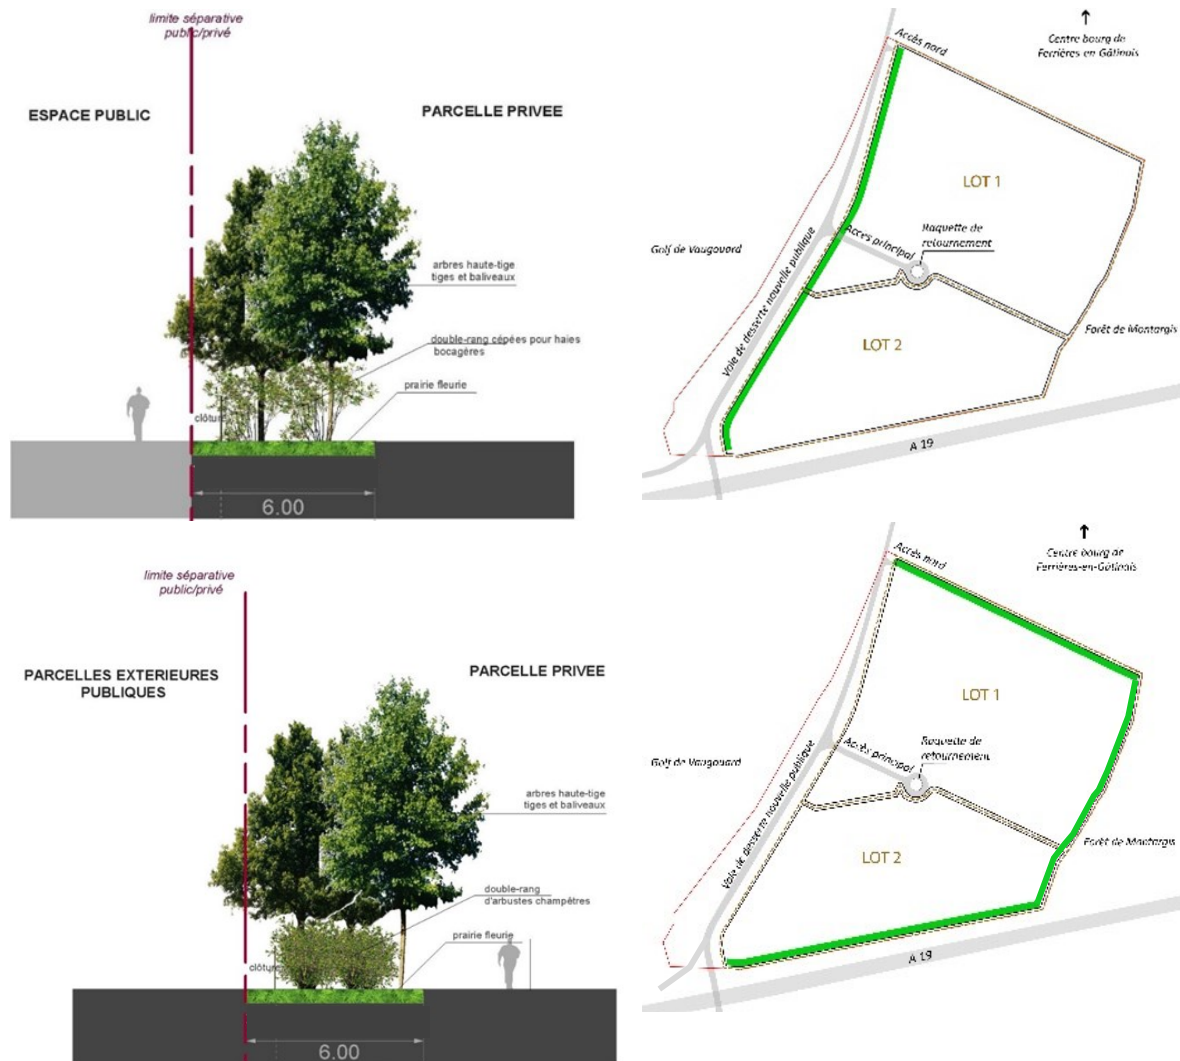 limite séparative
public/privé
ESPACE PUBLIC
PARCELLE PRIVEE
arbres haute-tige
tiges et baliveaux
double-rang cépées pour haies
bocagères
prairie fleurie
clôture
6.00
Accès nord
Centre bourg de
Ferrières-en-Gâtinais
LOT 1
Golf de Vaugouard
Voie de desserte nouvelle publique
Accès principal
Raquette de
retournement
LOT 2
Forêt de Montargis
A 19
limite séparative
public/privé
PARCELLES EXTERIEURES
PUBLIQUES
PARCELLE PRIVEE
arbres haute-tige
tiges et baliveaux
double-rang
d'arbustes champêtres
prairie fleurie
clôture
6.00
Accès nord
Centre bourg de
Ferrières-en-Gâtinais
LOT 1
Golf de Vaugouard
Voie de desserte nouvelle publique
Accès principal
Raquette de
retournement
LOT 2
Forêt de Montargis
A 19